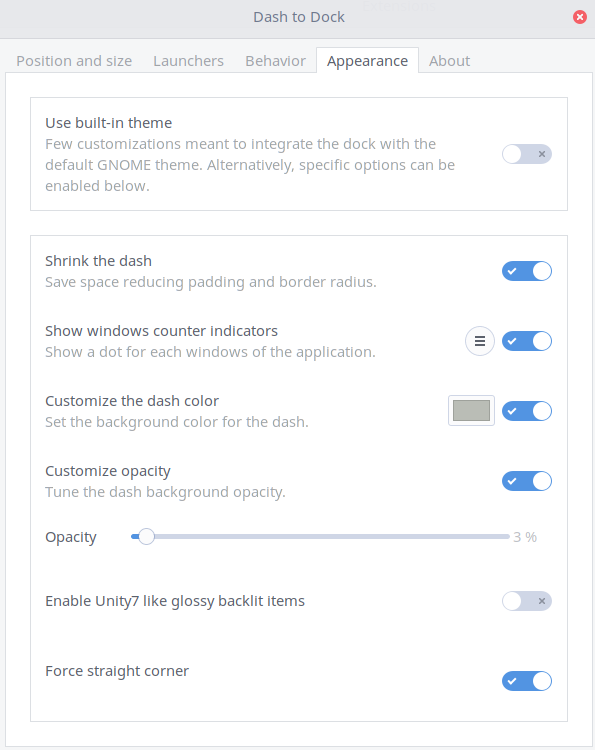 Dash to Dock
Position and size Launchers Behavior Appearance About
Use built-in theme
Few customizations meant to integrate the dock with the
default GNOME theme. Alternatively, specific options can be
enabled below.
Shrink the dash
Save space reducing padding and border radius.
Show windows counter indicators
Show a dot for each windows of the application.
Customize the dash color
Set the background color for the dash.
Customize opacity
Tune the dash background opacity.
Opacity 3 %
Enable Unity7 like glossy backlit items
Force straight corner